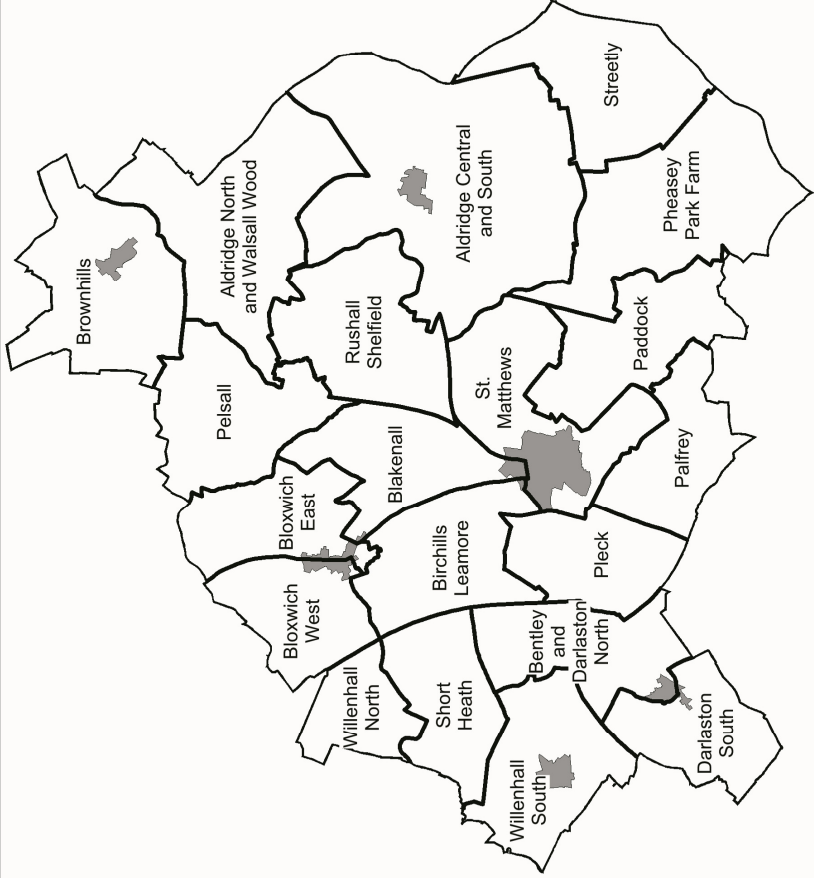 Brownhills
Aldridge North
and Walsall Wood
Streetly
Pelsall
Rushall
Shelfield
Aldridge Central
and South
Pheasey
Park Farm
Bloxwich
East
Blakenall
St.
Matthews
Paddock
Bloxwich
West
Birchills
Leamore
Palfrey
Pleck
Willenhall
North
Short
Heath
Bentley
and
Darlaston
North
Willenhall
South
Darlaston
South